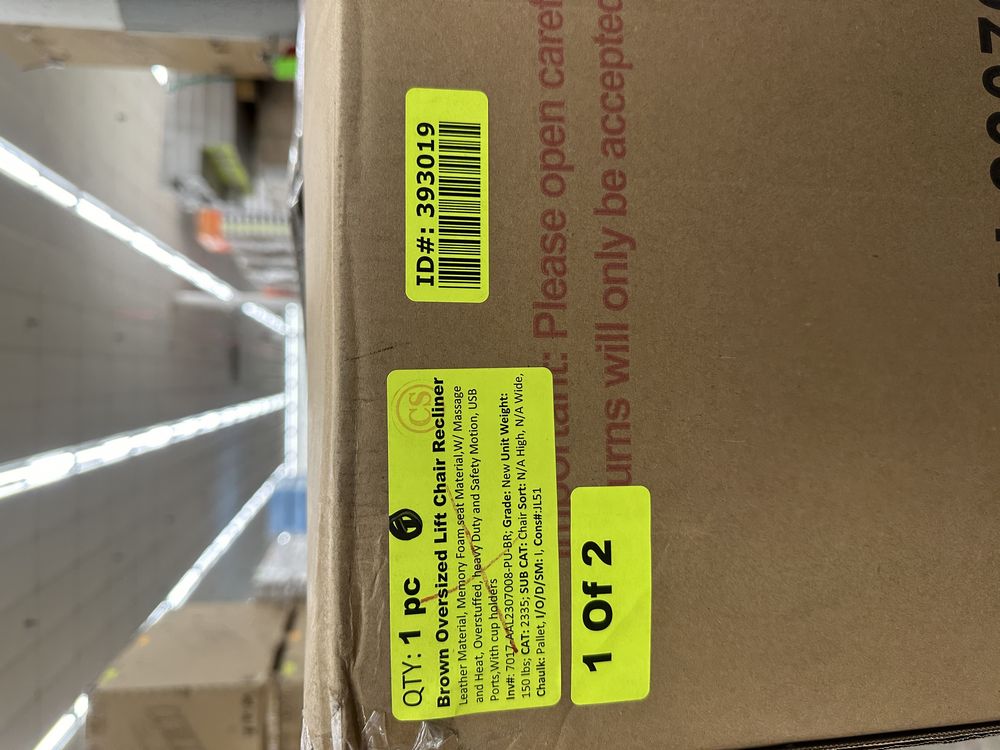 ID#: 393019
QTY: 1 pc
CS
Brown Oversized Lift Chair Recliner
Leather Material, Memory Foam seat Material,W/ Massage
and Heat, Overstuffed, heavy Duty and Safety Motion, USB
Ports,With cup holders
Inv#: 7017-AAL2307008-PU-BR; Grade: New Unit Weight:
150 lbs; CAT: 2335; SUB CAT: Chair Sort: N/A High, N/A Wide,
Chaulk: Pallet, I/O/D/SM: I, Cons#:JL51
1 Of 2
Important: Please open caref
urns will only be accepted